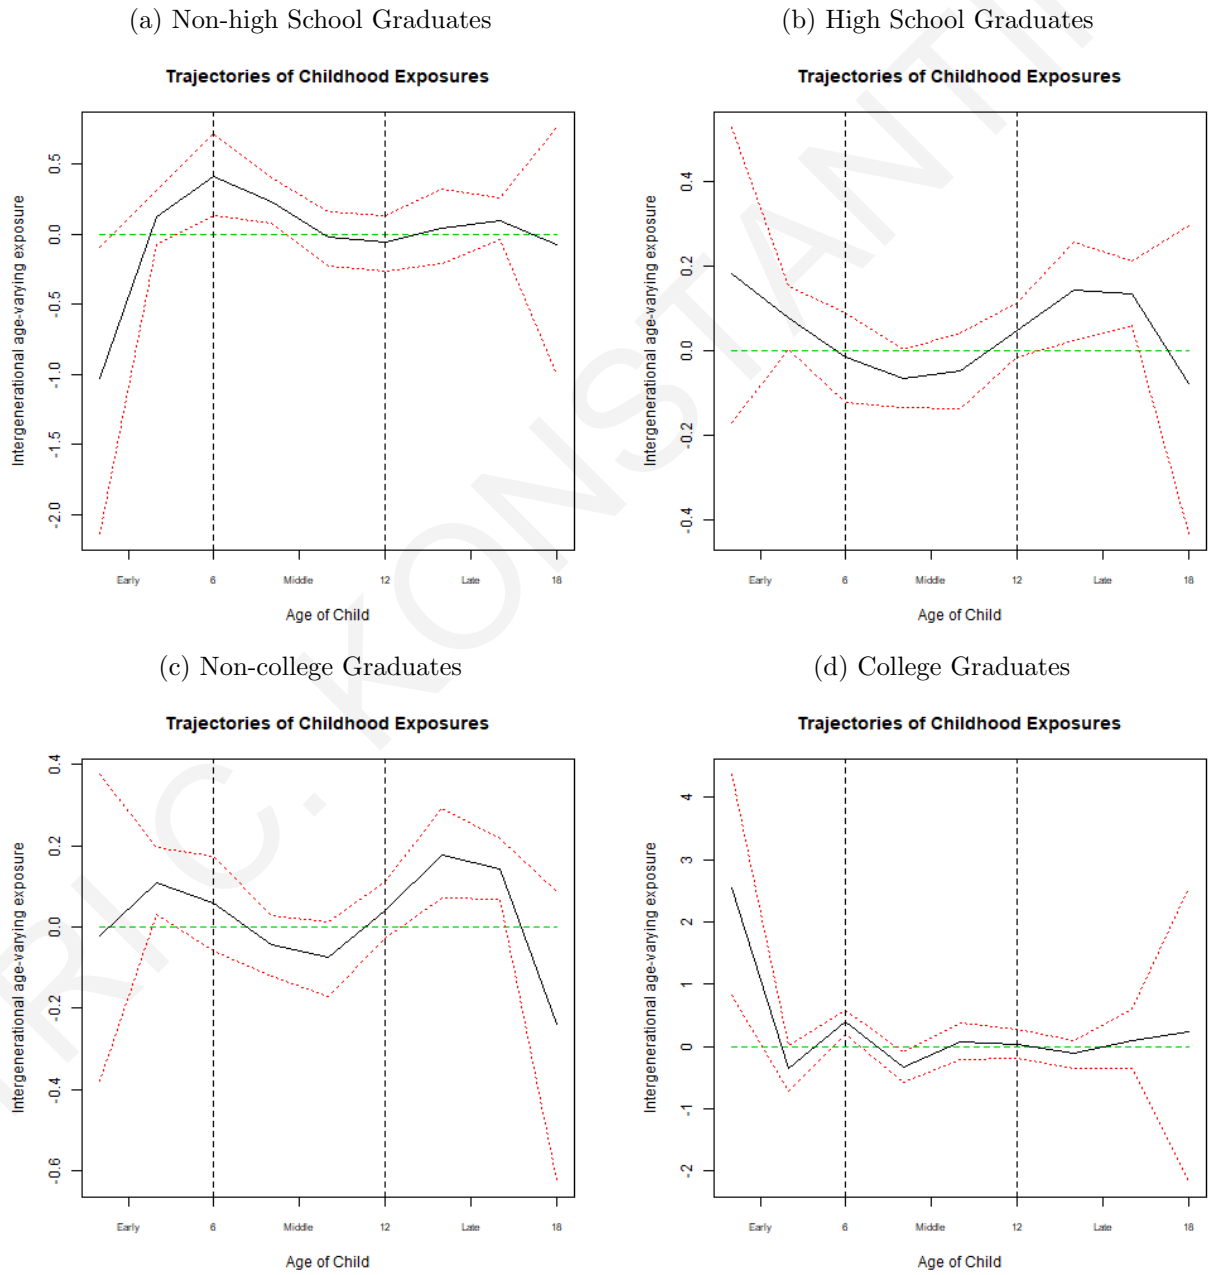 (a) Non-high School Graduates
Trajectories of Childhood Exposures
Intergenerational age-varying exposure
0.5
0.0
-0.5
-1.0
-1.5
-2.0
Early 6 Middle 12 Late 18
Age of Child
(b) High School Graduates
Trajectories of Childhood Exposures
Intergenerational age-varying exposure
0.4
0.2
0.0
-0.2
-0.4
Early 6 Middle 12 Late 18
Age of Child
(c) Non-college Graduates
Trajectories of Childhood Exposures
Intergenerational age-varying exposure
0.4
0.2
0.0
-0.2
-0.4
-0.6
Early 6 Middle 12 Late 18
Age of Child
(d) College Graduates
Trajectories of Childhood Exposures
Intergenerational age-varying exposure
4
3
2
1
0
-1
-2
Early 6 Middle 12 Late 18
Age of Child
RI C. KONSTANTI